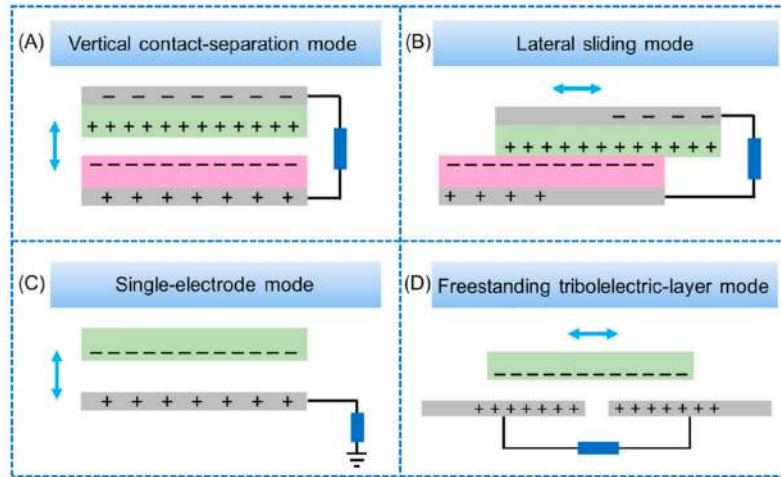 (A) Vertical contact-separation mode
(B) Lateral sliding mode
(C) Single-electrode mode
(D) Freestanding tribolelectric-layer mode